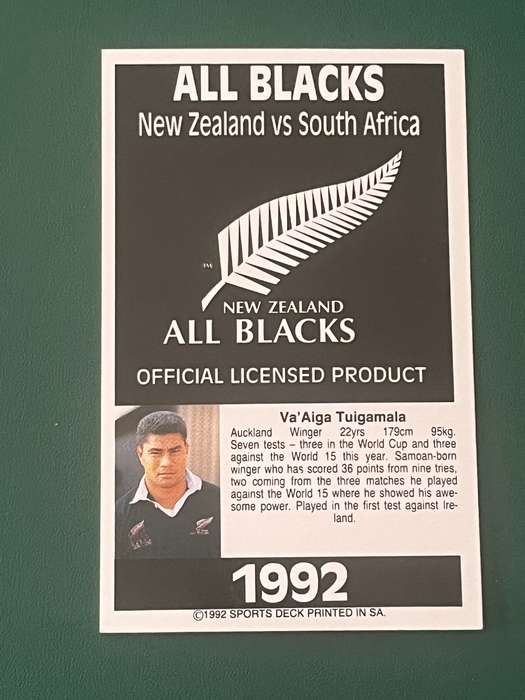 ALL BLACKS
New Zealand vs South Africa
TM
NEW ZEALAND
ALL BLACKS
OFFICIAL LICENSED PRODUCT
Va'Aiga Tuigamala
Auckland Winger 22yrs 179cm 95kg.
Seven tests – three in the World Cup and three
against the World 15 this year. Samoan-born
winger who has scored 36 points from nine tries,
two coming from the three matches he played
against the World 15 where he showed his awe-
some power. Played in the first test against Ire-
land.
1992
©1992 SPORTS DECK PRINTED IN SA.